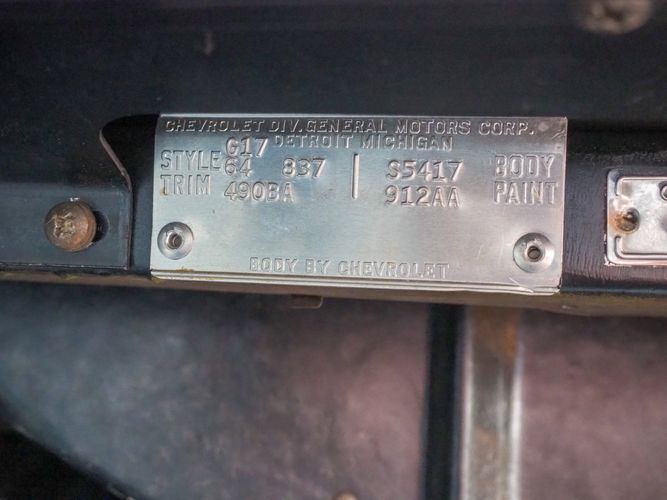 CHEVROLET DIV. GENERAL MOTORS CORP.
DETROIT MICHIGAN
G17
STYLE 64 837 S5417 BODY
TRIM 490BA 912AA PAINT
BODY BY CHEVROLET